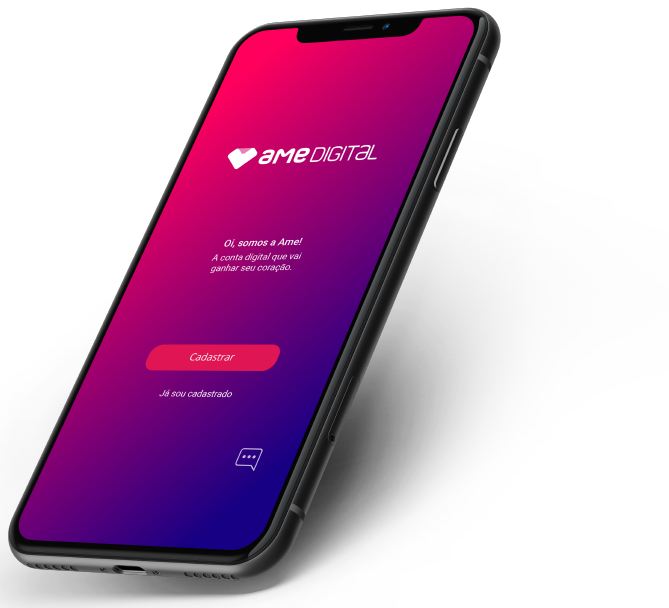 ame DIGITAL
Oi, somos a Ame!
A conta digital que vai
ganhar seu coração.
Cadastrar
Já sou cadastrado